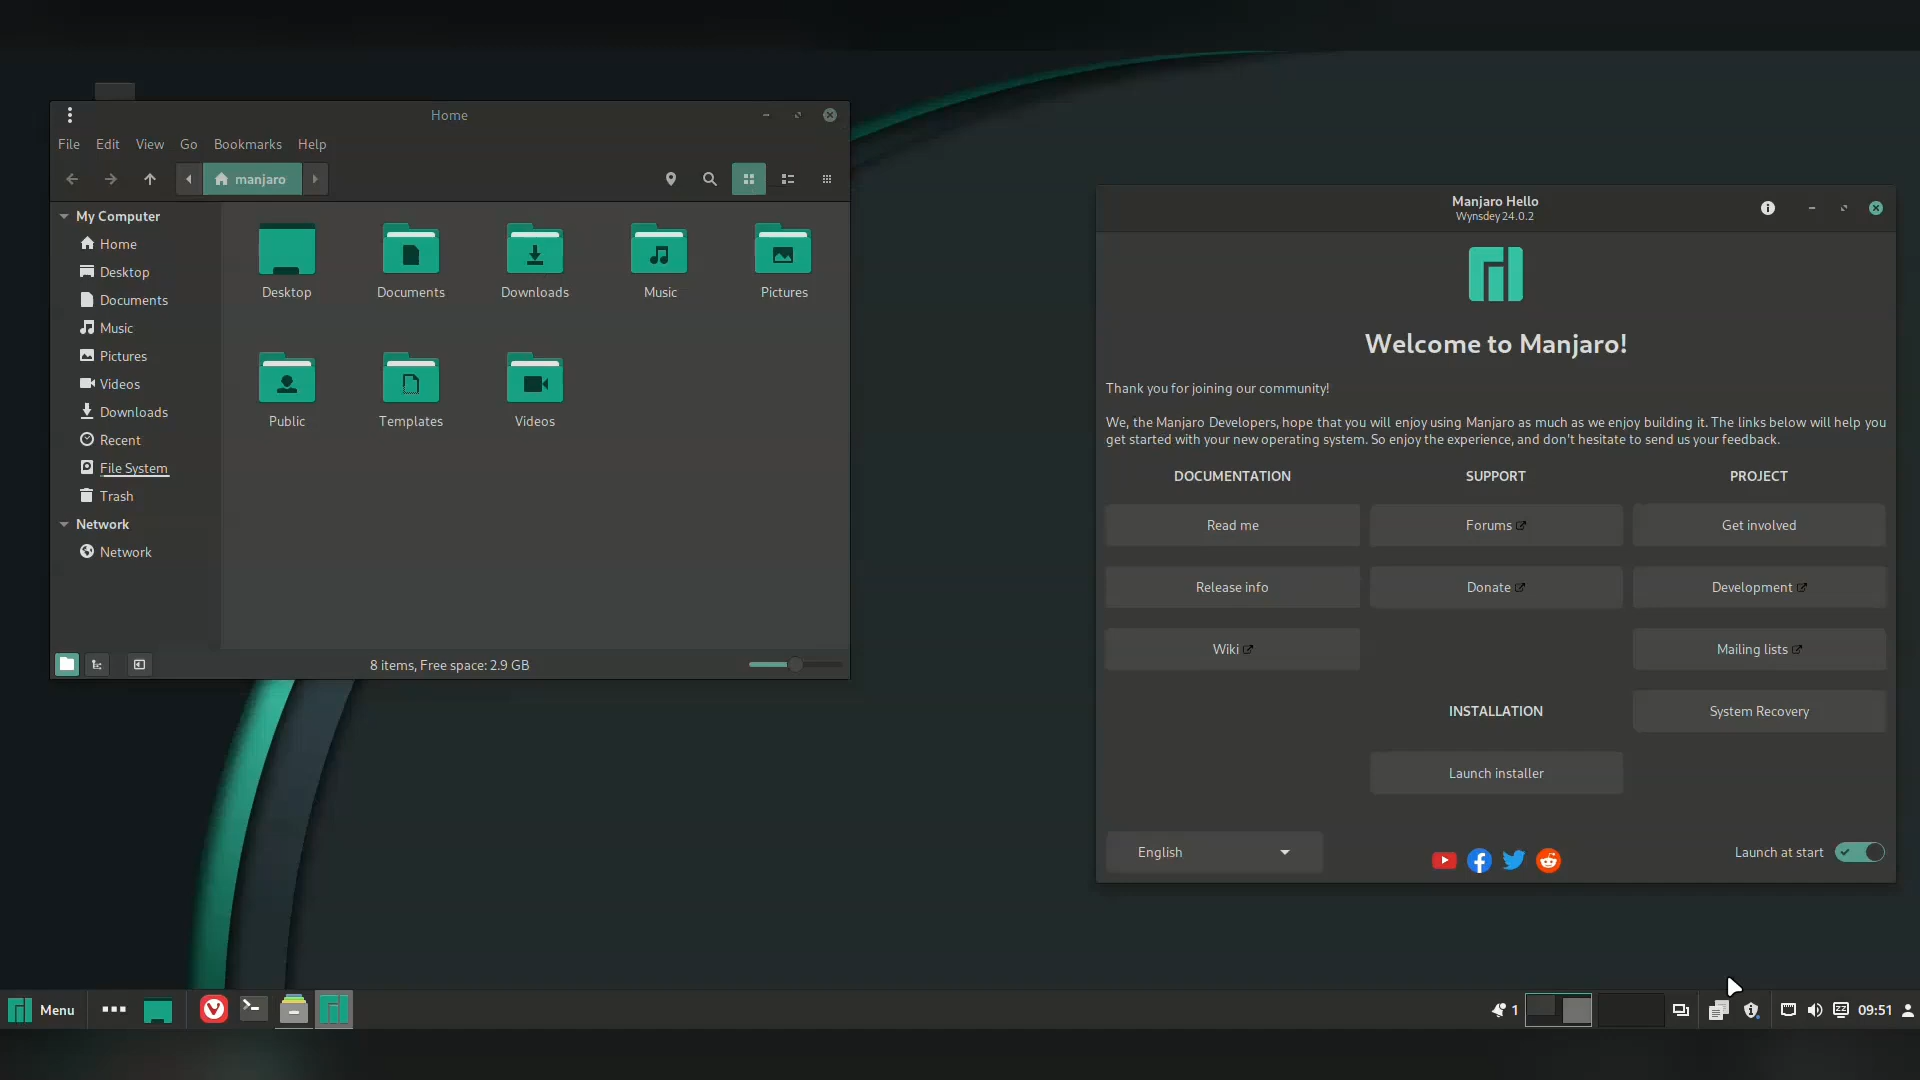 Home
File Edit View Go Bookmarks Help
manjaro
My Computer
Home
Desktop
Documents
Music
Pictures
Videos
Downloads
Recent
File System
Trash
Network
Network
Desktop Documents Downloads Music Pictures
Public Templates Videos
8 items, Free space: 2.9 GB
Manjaro Hello
Wynsdey 24.0.2
Welcome to Manjaro!
Thank you for joining our community!
We, the Manjaro Developers, hope that you will enjoy using Manjaro as much as we enjoy building it. The links below will help you
get started with your new operating system. So enjoy the experience, and don't hesitate to send us your feedback.
DOCUMENTATION SUPPORT PROJECT
Read me Forums Get involved
Release info Donate Development
Wiki Mailing lists
INSTALLATION System Recovery
Launch installer
English Launch at start
Menu 1 09:51